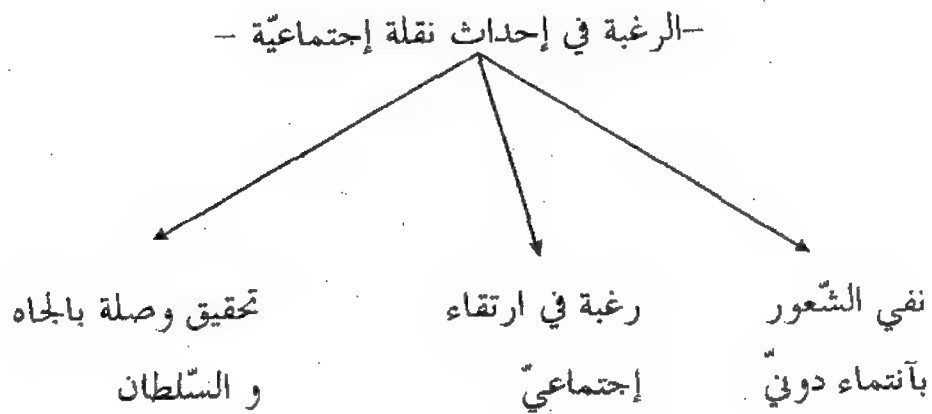 –الرغبة في إحداث نقلة إجتماعيّة –
نفي الشّعور
بآنتماء دونيّ
رغبة في ارتقاء
إجتماعيّ
تحقيق وصلة بالجاه
و السّلطان